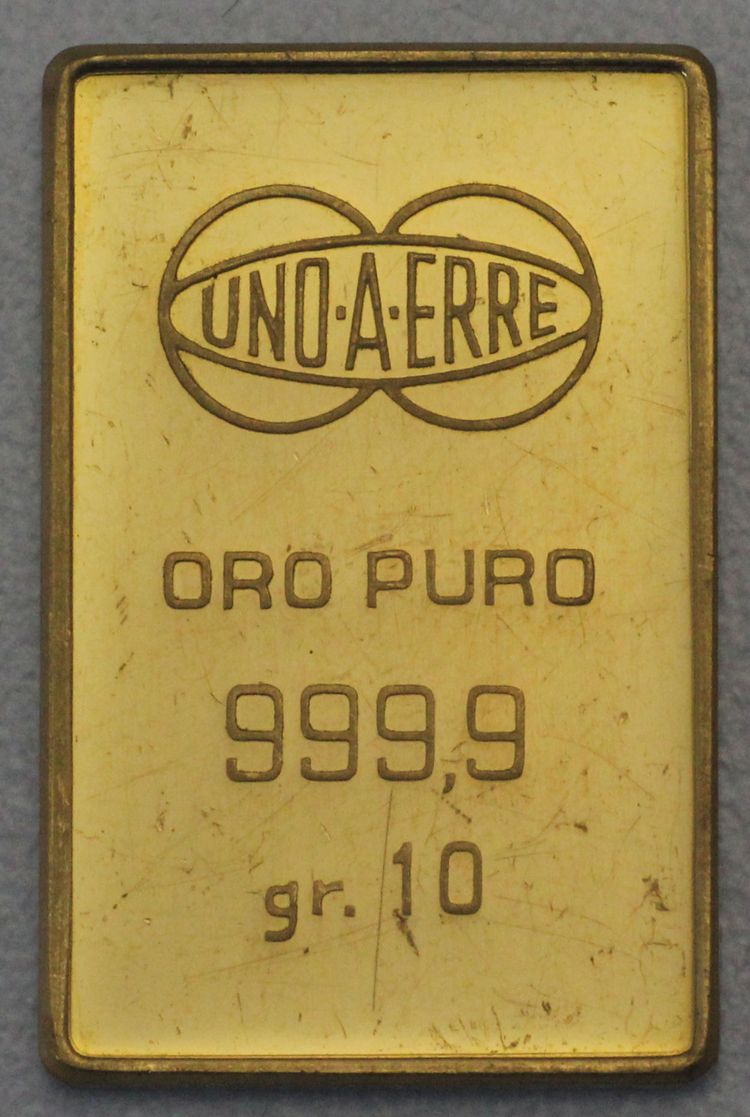 UNO·A·ERRE
ORO PURO
999,9
gr. 10